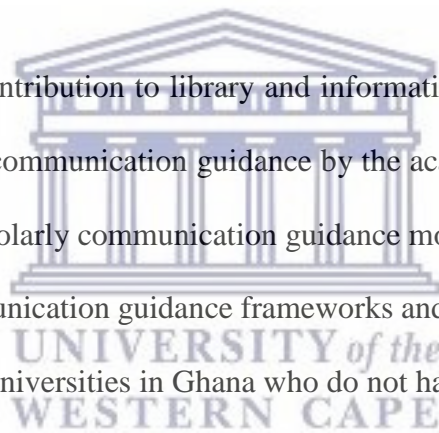 ntribution to library and informati
communication guidance by the ac
olarly communication guidance mo
unication guidance frameworks and
UNIVERSITY of the
niversities in Ghana who do not ha
WESTERN CAPE